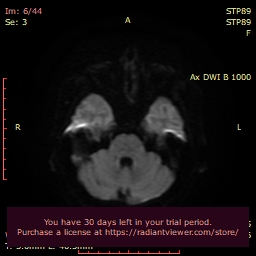 Im: 6/44
Se: 3
A
STP89
STP89
F
Ax DWI B 1000
R
L
You have 30 days left in your trial period.
Purchase a license at https://radiantviewer.com/store/